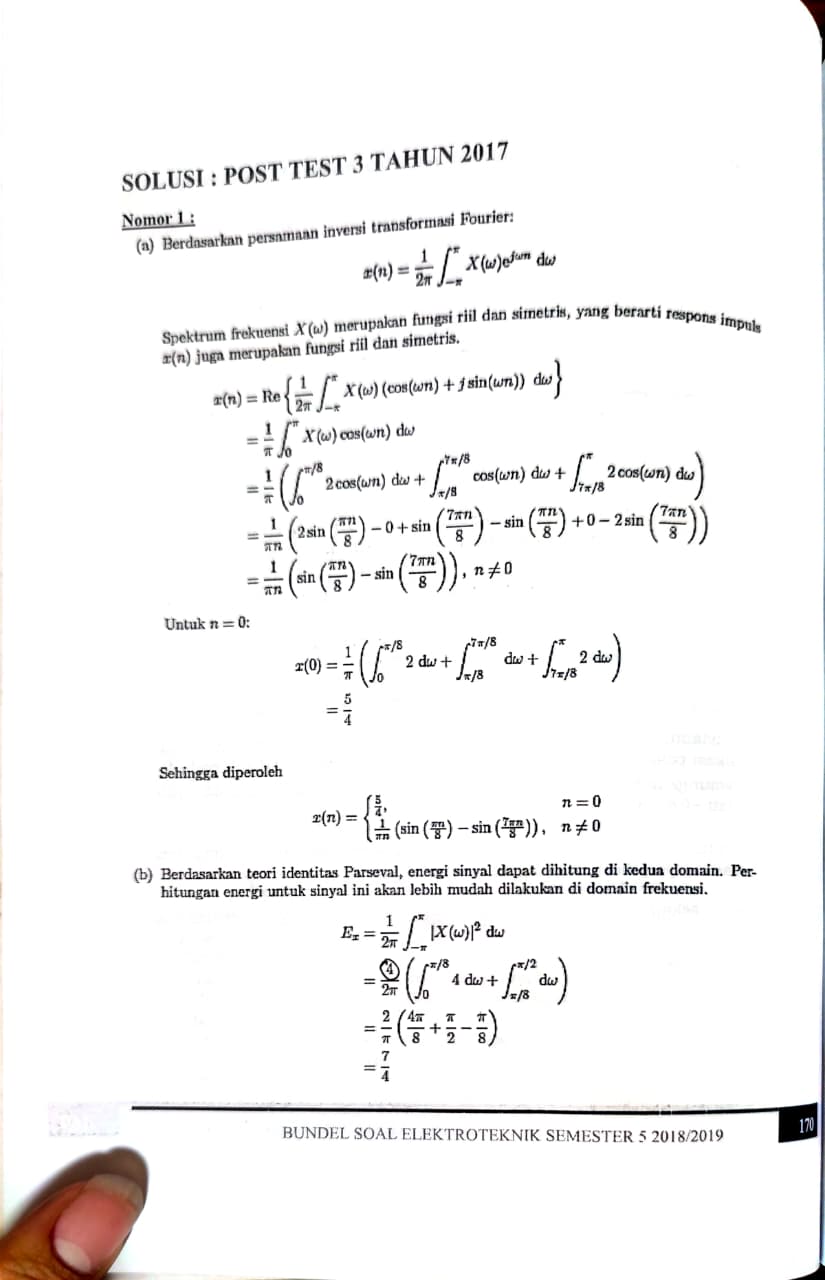 SOLUSI : POST TEST 3 TAHUN 2017
Nomor 1 :
(a) Berdasarkan persamaan inversi transformasi Fourier:
x(n) = 1/2π ∫_{-π}^{π} X(ω)e^{jωn} dω
Spektrum frekuensi X(ω) merupakan fungsi riil dan simetris, yang berarti respons impuls
x(n) juga merupakan fungsi riil dan simetris.
x(n) = Re{1/2π ∫_{-π}^{π} X(ω) (cos(ωn) + j sin(ωn)) dω}
= 1/π ∫_0^π X(ω) cos(ωn) dω
= 1/π (∫_0^{π/8} 2 cos(ωn) dω + ∫_{π/8}^{7π/8} cos(ωn) dω + ∫_{7π/8}^{π} 2 cos(ωn) dω)
= 1/πn (2 sin (πn/8) − 0 + sin (7πn/8) − sin (πn/8) + 0 − 2 sin (7πn/8))
= 1/πn (sin (πn/8) − sin (7πn/8)), n ≠ 0
Untuk n = 0:
x(0) = 1/π (∫_0^{π/8} 2 dω + ∫_{π/8}^{7π/8} dω + ∫_{7π/8}^{π} 2 dω)
= 5/4
Sehingga diperoleh
x(n) = { 5/4, n = 0
1/πn (sin (πn/8) − sin (7πn/8)), n ≠ 0
(b) Berdasarkan teori identitas Parseval, energi sinyal dapat dihitung di kedua domain. Per-
hitungan energi untuk sinyal ini akan lebih mudah dilakukan di domain frekuensi.
E_x = 1/2π ∫_{-π}^{π} |X(ω)|² dω
= 4/2π (∫_0^{π/8} 4 dω + ∫_{π/8}^{π/2} dω)
= 2/π (4π/8 + π/2 − π/8)
= 7/4
BUNDEL SOAL ELEKTROTEKNIK SEMESTER 5 2018/2019
170